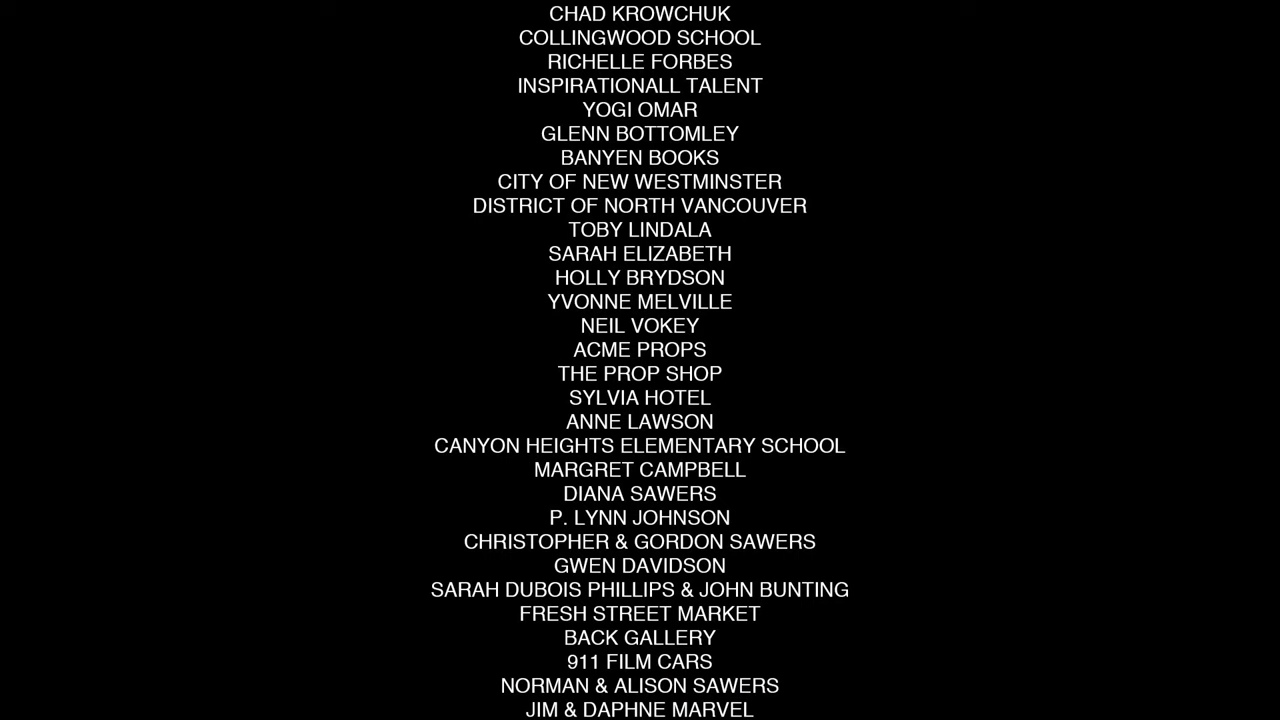 CHAD KROWCHUK
COLLINGWOOD SCHOOL
RICHELLE FORBES
INSPIRATIONALL TALENT
YOGI OMAR
GLENN BOTTOMLEY
BANYEN BOOKS
CITY OF NEW WESTMINSTER
DISTRICT OF NORTH VANCOUVER
TOBY LINDALA
SARAH ELIZABETH
HOLLY BRYDSON
YVONNE MELVILLE
NEIL VOKEY
ACME PROPS
THE PROP SHOP
SYLVIA HOTEL
ANNE LAWSON
CANYON HEIGHTS ELEMENTARY SCHOOL
MARGRET CAMPBELL
DIANA SAWERS
P. LYNN JOHNSON
CHRISTOPHER & GORDON SAWERS
GWEN DAVIDSON
SARAH DUBOIS PHILLIPS & JOHN BUNTING
FRESH STREET MARKET
BACK GALLERY
911 FILM CARS
NORMAN & ALISON SAWERS
JIM & DAPHNE MARVEL